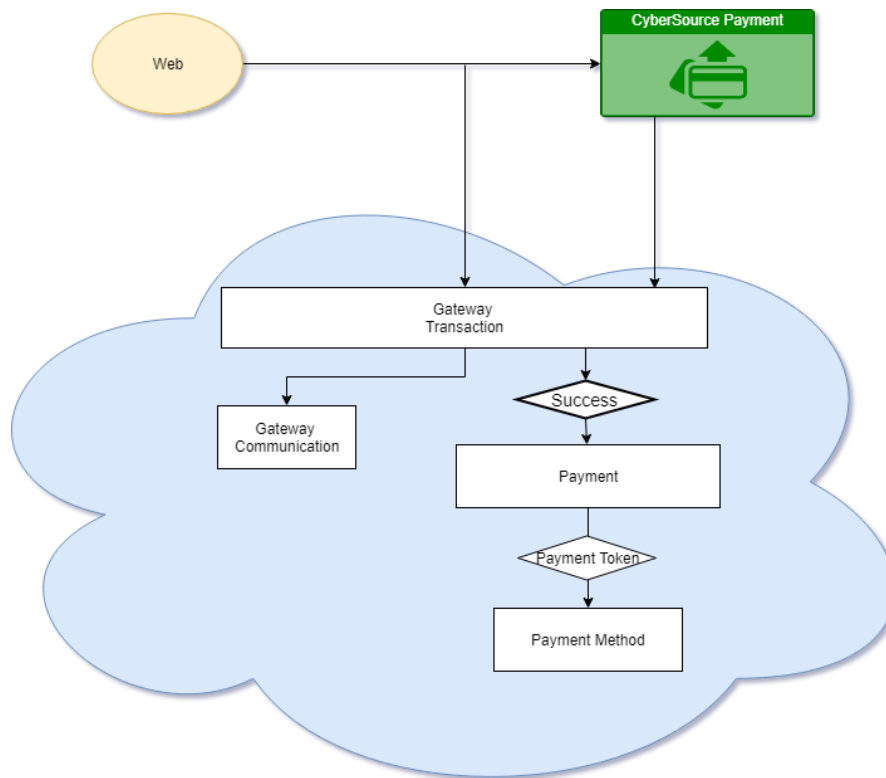 CyberSource Payment
Web
Gateway
Transaction
Success
Gateway
Communication
Payment
Payment Token
Payment Method